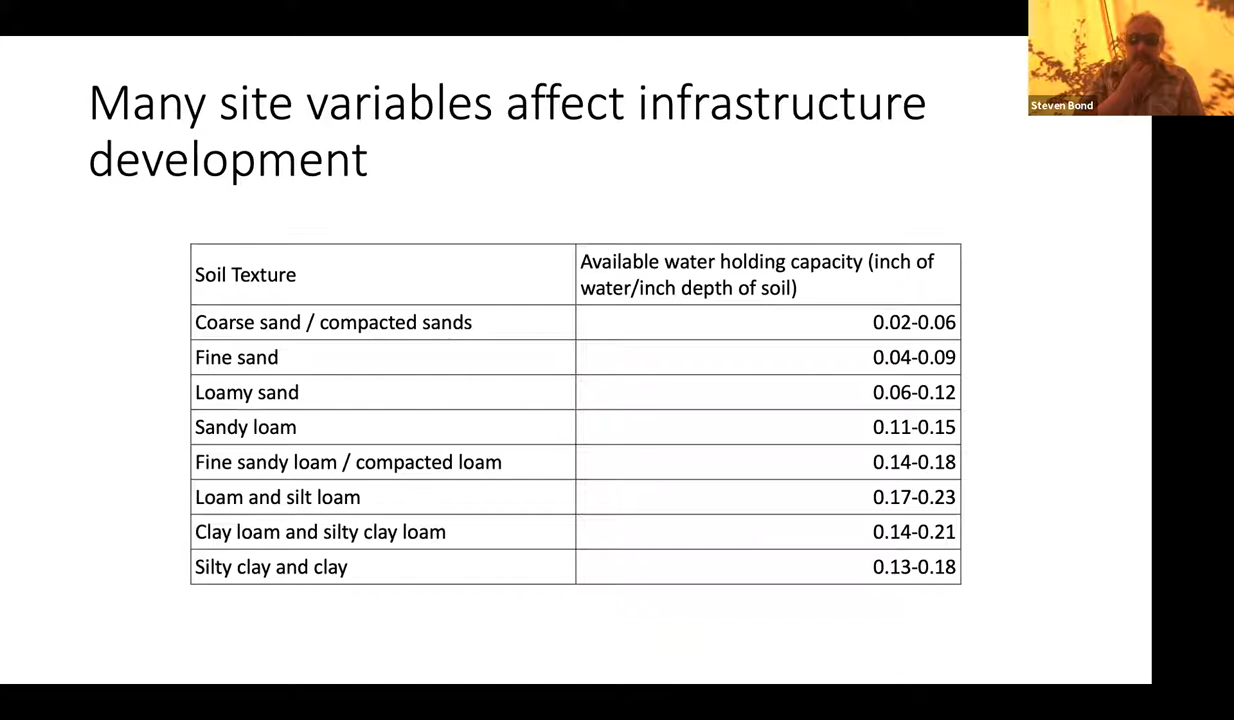 Many site variables affect infrastructure
development
Steven Bond
Soil Texture
Available water holding capacity (inch of
water/inch depth of soil)
Coarse sand / compacted sands 0.02-0.06
Fine sand 0.04-0.09
Loamy sand 0.06-0.12
Sandy loam 0.11-0.15
Fine sandy loam / compacted loam 0.14-0.18
Loam and silt loam 0.17-0.23
Clay loam and silty clay loam 0.14-0.21
Silty clay and clay 0.13-0.18